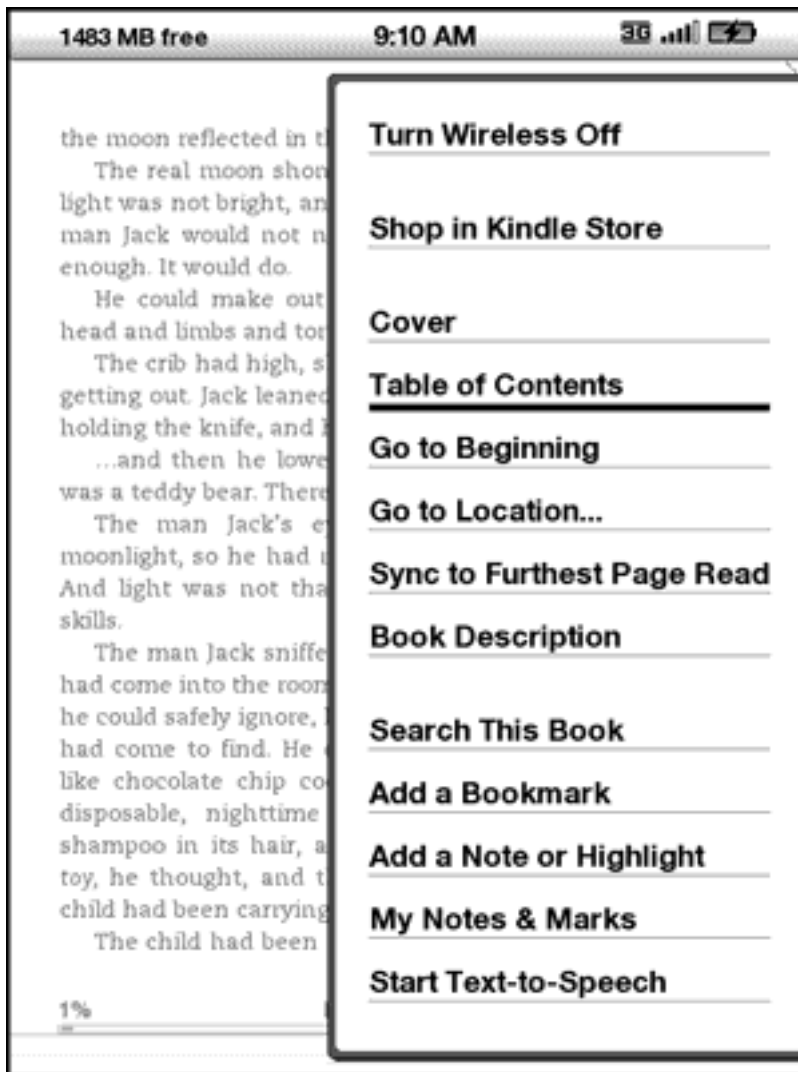 1483 MB free 9:10 AM 3G
the moon reflected in
The real moon shon
light was not bright, an
man Jack would not n
enough. It would do.
He could make out
head and limbs and tor
The crib had high, s
getting out. Jack leaned
holding the knife, and
...and then he lowe
was a teddy bear. There
The man Jack's e
moonlight, so he had
And light was not tha
skills.
The man Jack sniffe
had come into the room
he could safely ignore,
had come to find. He
like chocolate chip co
disposable, nighttime
shampoo in its hair, a
toy, he thought, and t
child had been carrying
The child had been
1%
Turn Wireless Off
Shop in Kindle Store
Cover
Table of Contents
Go to Beginning
Go to Location...
Sync to Furthest Page Read
Book Description
Search This Book
Add a Bookmark
Add a Note or Highlight
My Notes & Marks
Start Text-to-Speech